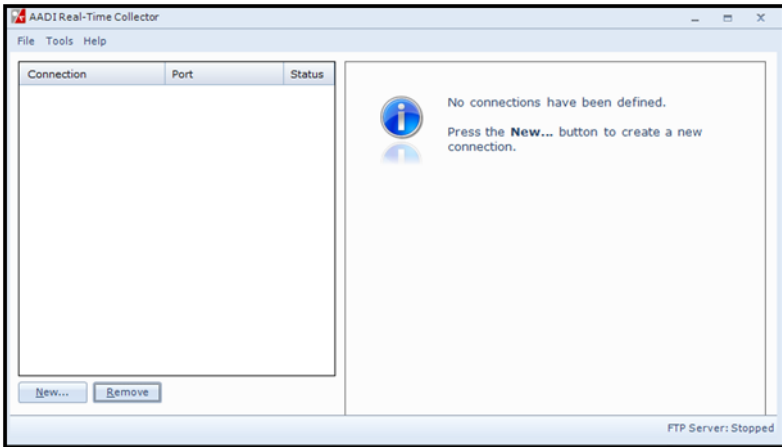 AADI Real-Time Collector
File Tools Help
Connection Port Status
No connections have been defined.
Press the New... button to create a new
connection.
New... Remove
FTP Server: Stopped